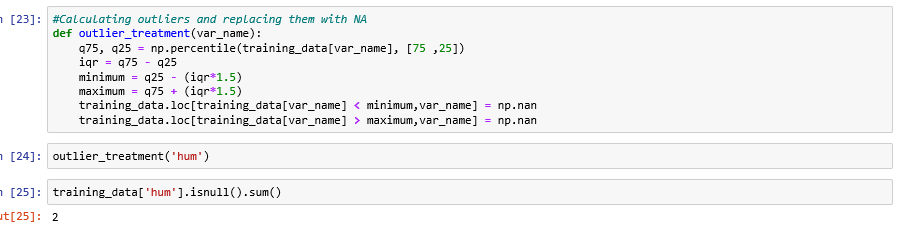 n [23]: #Calculating outliers and replacing them with NA
def outlier_treatment(var_name):
    q75, q25 = np.percentile(training_data[var_name], [75 ,25])
    iqr = q75 - q25
    minimum = q25 - (iqr*1.5)
    maximum = q75 + (iqr*1.5)
    training_data.loc[training_data[var_name] < minimum,var_name] = np.nan
    training_data.loc[training_data[var_name] > maximum,var_name] = np.nan
n [24]: outlier_treatment('hum')
n [25]: training_data['hum'].isnull().sum()
ut[25]: 2